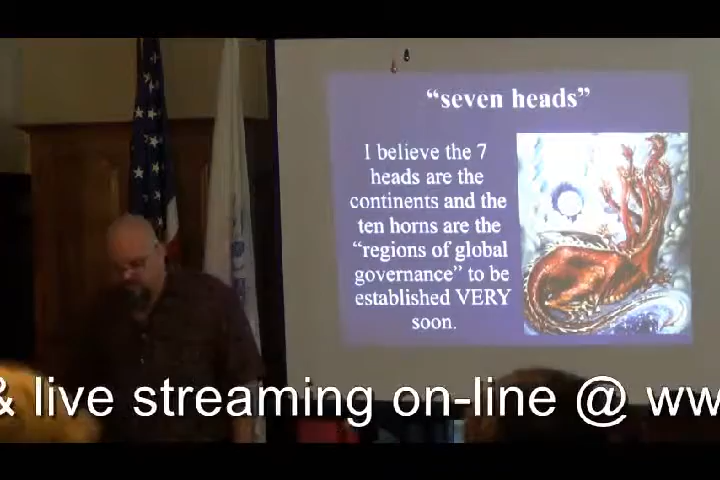 “seven heads”
I believe the 7
heads are the
continents and the
ten horns are the
“regions of global
governance” to be
established VERY
soon.
& live streaming on-line @ ww